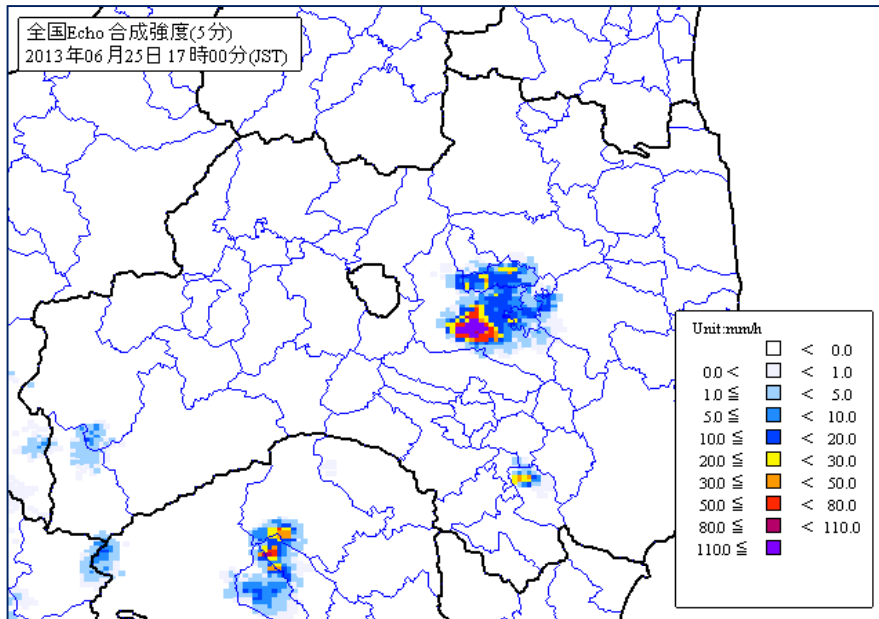 全国Echo合成強度(5分)
2013年06月25日17時00分(JST)
Unit:mm/h
< 0.0
0.0 < < 1.0
1.0 ≦ < 5.0
5.0 ≦ < 10.0
10.0 ≦ < 20.0
20.0 ≦ < 30.0
30.0 ≦ < 50.0
50.0 ≦ < 80.0
80.0 ≦ < 110.0
110.0 ≦